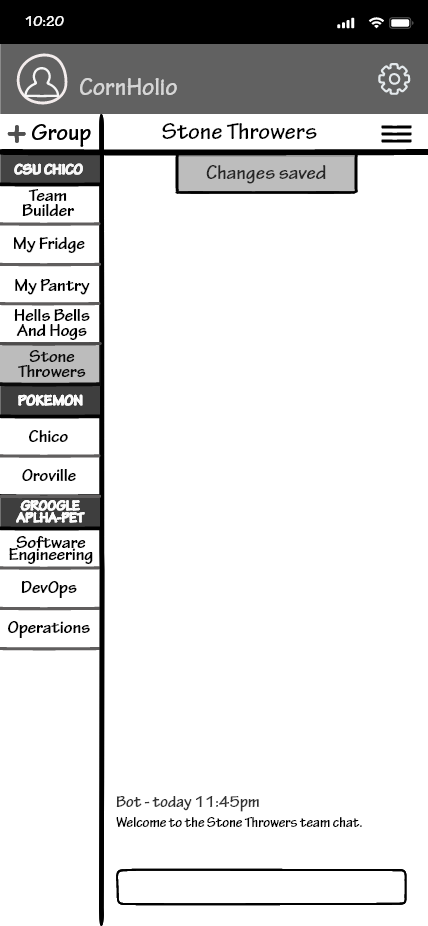 10:20
CornHollo
+ Group
Stone Throwers
CSU CHICO
Changes saved
Team
Builder
My Fridge
My Pantry
Hells Bells
And Hogs
Stone
Throwers
POKEMON
Chico
Oroville
GROOGLE
APLHA-PET
Software
Engineering
DevOps
Operations
Bot - today 11:45pm
Welcome to the Stone Throwers team chat.